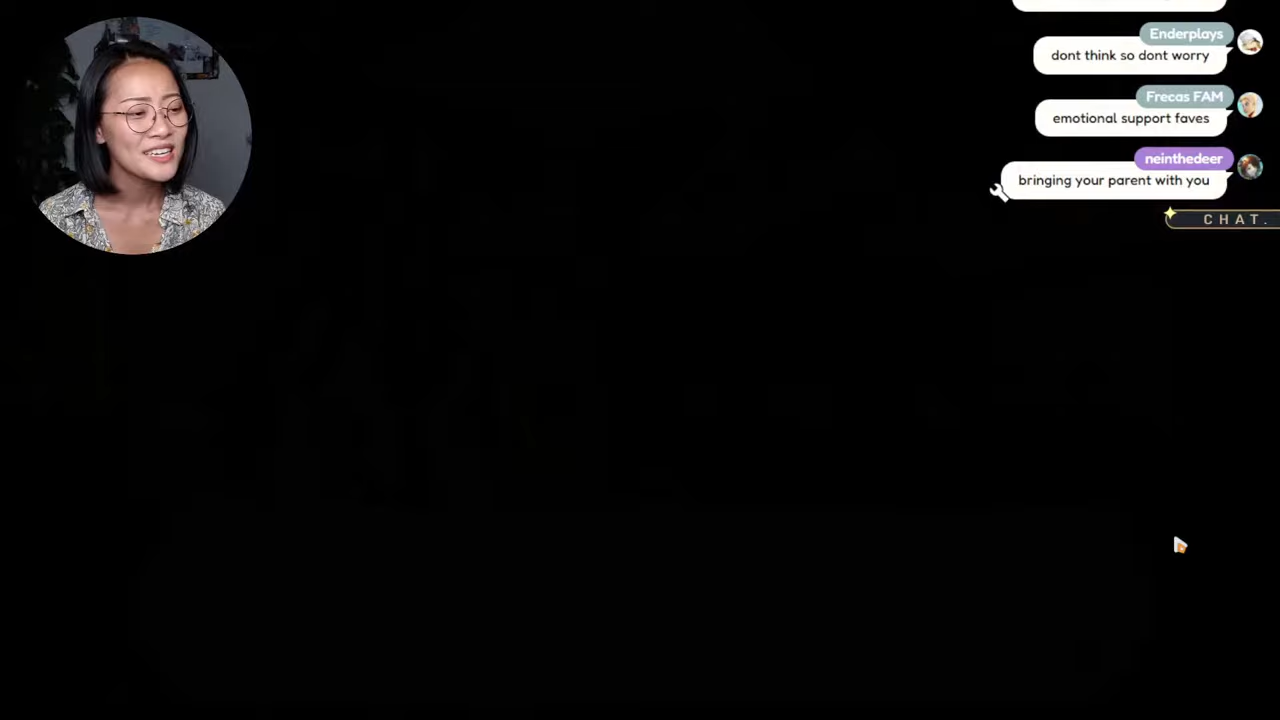 Enderplays
dont think so dont worry
Frecas FAM
emotional support faves
neinthedeer
bringing your parent with you
CHAT.